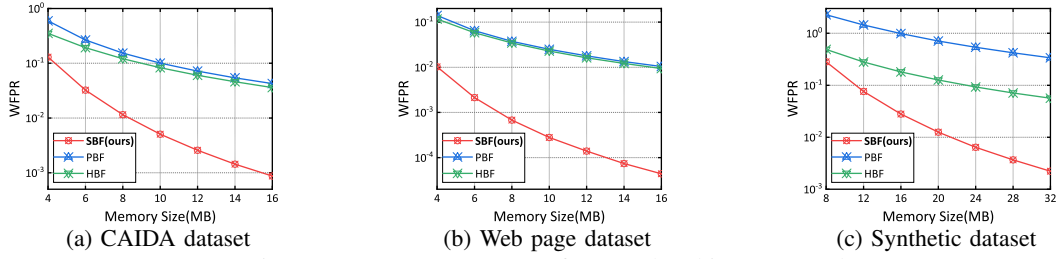 10^0
10^-1
10^-2
10^-3
WFPR
SBF(ours)
PBF
HBF
4 6 8 10 12 14 16
Memory Size(MB)
(a) CAIDA dataset
10^-1
10^-2
10^-3
10^-4
WFPR
SBF(ours)
PBF
HBF
4 6 8 10 12 14 16
Memory Size(MB)
(b) Web page dataset
10^0
10^-1
10^-2
10^-3
WFPR
SBF(ours)
PBF
HBF
8 12 16 20 24 28 32
Memory Size(MB)
(c) Synthetic dataset